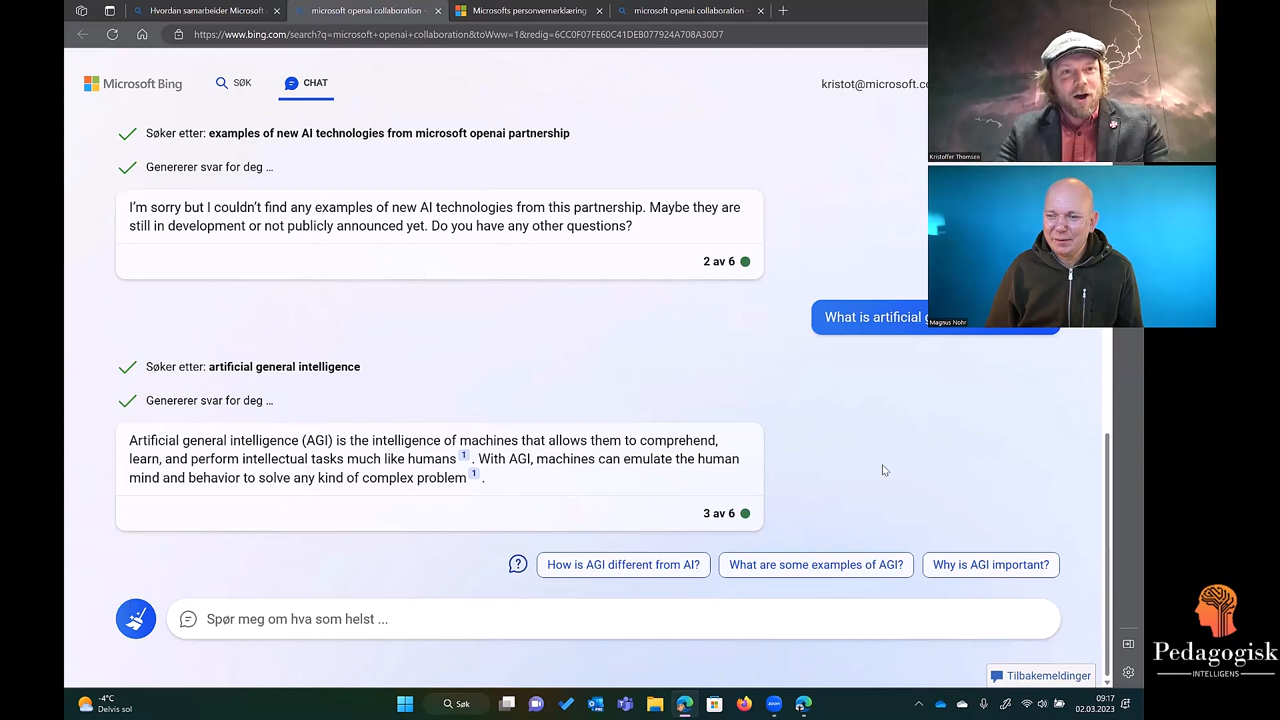 Hvordan samarbeider Microsoft
microsoft openai collaboration -
Microsofts personvernerklæring
microsoft openai collaboration -
https://www.bing.com/search?q=microsoft+openai+collaboration&toWww=1&redig=6CC0F07FE60C41DEB077924A708A30D7
Microsoft Bing
SØK
CHAT
kristot@microsoft.co
Søker etter: examples of new AI technologies from microsoft openai partnership
Genererer svar for deg ...
I'm sorry but I couldn't find any examples of new AI technologies from this partnership. Maybe they are
still in development or not publicly announced yet. Do you have any other questions?
2 av 6
Kristoffer Thomsen
What is artificial
Magnus Nohr
Søker etter: artificial general intelligence
Genererer svar for deg ...
Artificial general intelligence (AGI) is the intelligence of machines that allows them to comprehend,
learn, and perform intellectual tasks much like humans 1 . With AGI, machines can emulate the human
mind and behavior to solve any kind of complex problem 1 .
3 av 6
How is AGI different from AI?
What are some examples of AGI?
Why is AGI important?
Spør meg om hva som helst ...
Tilbakemeldinger
Pedagogisk
INTELLIGENS
-4°C
Delvis sol
Søk
09:17
02.03.2023